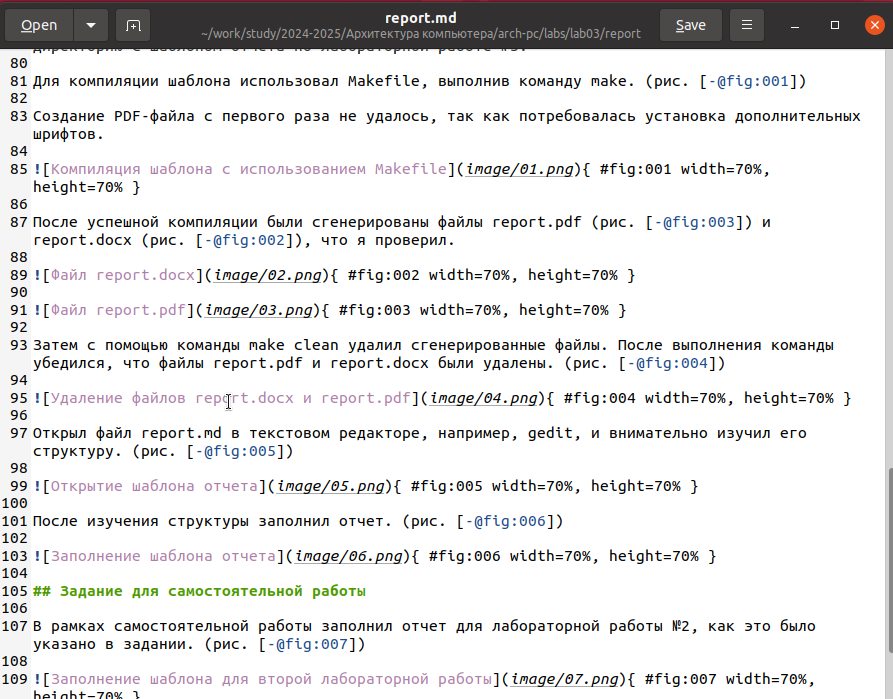 Open
report.md
~/work/study/2024-2025/Архитектура компьютера/arch-pc/labs/lab03/report
Save
80
81 Для компиляции шаблона использовал Makefile, выполнив команду make. (рис. [-@fig:001])
82
83 Создание PDF-файла с первого раза не удалось, так как потребовалась установка дополнительных
шрифтов.
84
85 ![Компиляция шаблона с использованием Makefile](image/01.png){ #fig:001 width=70%,
height=70% }
86
87 После успешной компиляции были сгенерированы файлы report.pdf (рис. [-@fig:003]) и
report.docx (рис. [-@fig:002]), что я проверил.
88
89 ![Файл report.docx](image/02.png){ #fig:002 width=70%, height=70% }
90
91 ![Файл report.pdf](image/03.png){ #fig:003 width=70%, height=70% }
92
93 Затем с помощью команды make clean удалил сгенерированные файлы. После выполнения команды
убедился, что файлы report.pdf и report.docx были удалены. (рис. [-@fig:004])
94
95 ![Удаление файлов report.docx и report.pdf](image/04.png){ #fig:004 width=70%, height=70% }
96
97 Открыл файл report.md в текстовом редакторе, например, gedit, и внимательно изучил его
структуру. (рис. [-@fig:005])
98
99 ![Открытие шаблона отчета](image/05.png){ #fig:005 width=70%, height=70% }
100
101 После изучения структуры заполнил отчет. (рис. [-@fig:006])
102
103 ![Заполнение шаблона отчета](image/06.png){ #fig:006 width=70%, height=70% }
104
105 ## Задание для самостоятельной работы
106
107 В рамках самостоятельной работы заполнил отчет для лабораторной работы №2, как это было
указано в задании. (рис. [-@fig:007])
108
109 ![Заполнение шаблона для второй лабораторной работы](image/07.png){ #fig:007 width=70%,
height=70% }